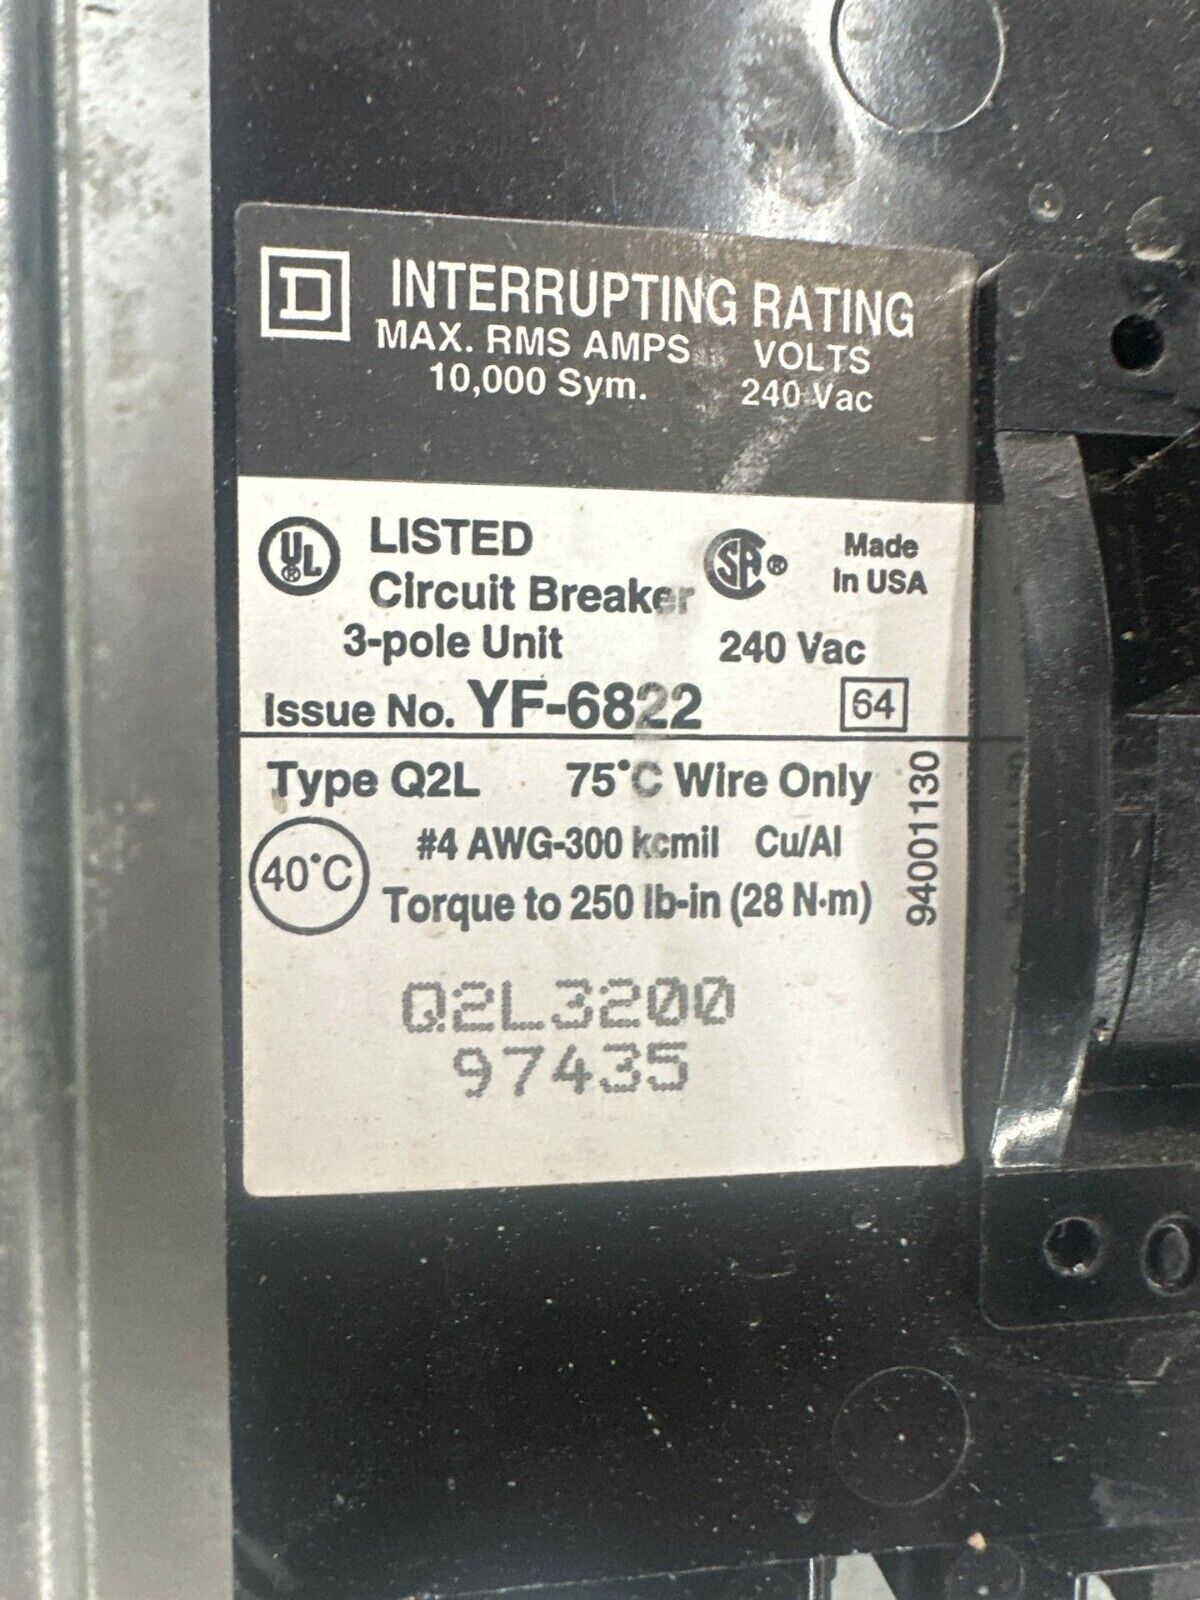 D INTERRUPTING RATING
MAX. RMS AMPS VOLTS
10,000 Sym. 240 Vac
UL ® LISTED
Circuit Breaker
SA ®
Made
In USA
3-pole Unit 240 Vac
Issue No. YF-6822 64
Type Q2L 75°C Wire Only
40°C
#4 AWG-300 kcmil Cu/Al
Torque to 250 lb-in (28 N·m)
94001130
Q2L3200
97435